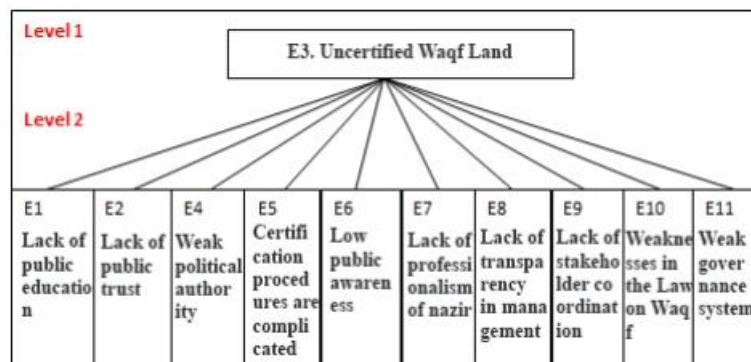 Level 1
E3. Uncertified Waqf Land
Level 2
E1
Lack of
public
educatio
n
E2
Lack of
public
trust
E4
Weak
political
author
ity
E5
Certifi
cation
proced
ures are
compli
cated
E6
Low
public
awaren
ess
E7
Lack of
professi
onalism
of nazir
E8
Lack of
transpa
rency
in mana
gement
E9
Lack of
stakeho
lder co
ordinat
ion
E10
Weakne
sses in
the Law
on Waq
f
E11
Weak
gover
nance
system